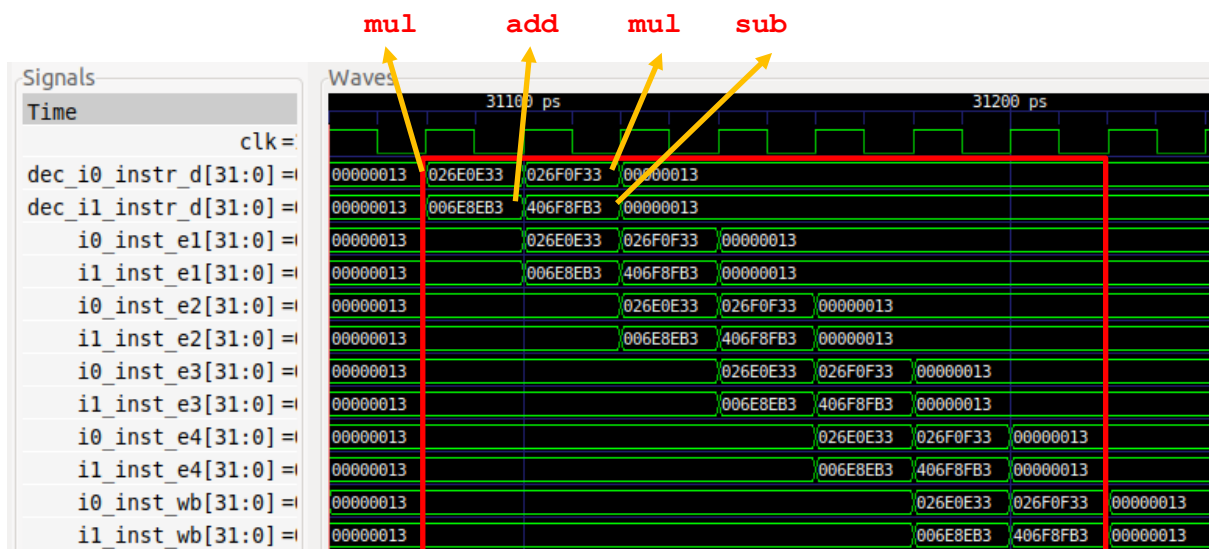 mul add mul sub
Signals Waves
Time 31100 ps 31200 ps
clk=
dec_i0_instr_d[31:0] = 00000013 026E0E33 026F0F33 00000013
dec_i1_instr_d[31:0] = 00000013 006E8EB3 406F8FB3 00000013
i0_inst_e1[31:0] = 00000013 026E0E33 026F0F33 00000013
i1_inst_e1[31:0] = 00000013 006E8EB3 406F8FB3 00000013
i0_inst_e2[31:0] = 00000013 026E0E33 026F0F33 00000013
i1_inst_e2[31:0] = 00000013 006E8EB3 406F8FB3 00000013
i0_inst_e3[31:0] = 00000013 026E0E33 026F0F33 00000013
i1_inst_e3[31:0] = 00000013 006E8EB3 406F8FB3 00000013
i0_inst_e4[31:0] = 00000013 026E0E33 026F0F33 00000013
i1_inst_e4[31:0] = 00000013 006E8EB3 406F8FB3 00000013
i0_inst_wb[31:0] = 00000013 026E0E33 026F0F33 00000013
i1_inst_wb[31:0] = 00000013 006E8EB3 406F8FB3 00000013